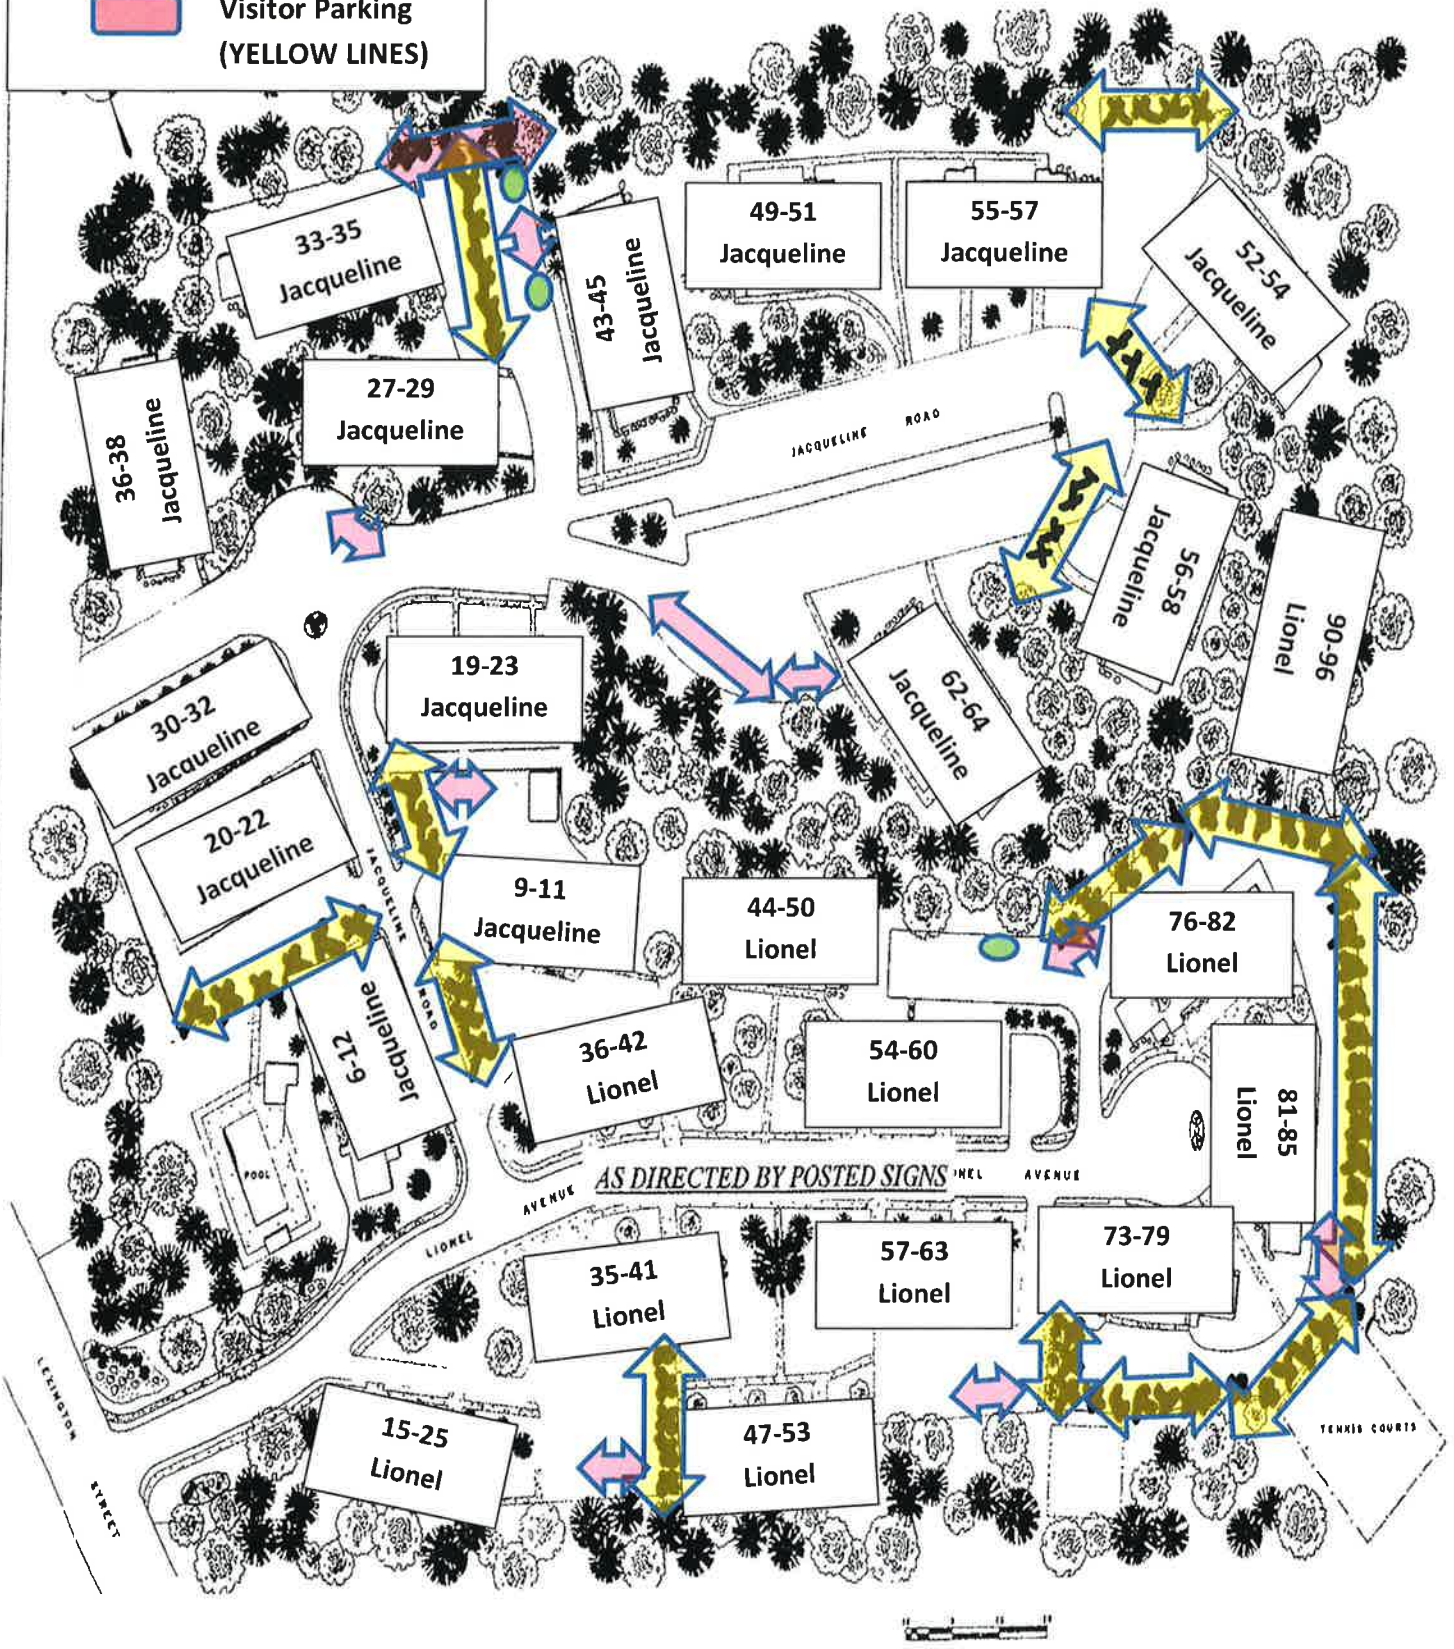 Visitor Parking
(YELLOW LINES)
33-35
Jacqueline
43-45
Jacqueline
49-51
Jacqueline
55-57
Jacqueline
52-54
Jacqueline
27-29
Jacqueline
36-38
Jacqueline
JACQUELINE ROAD
56-58
Jacqueline
90-96
Lionel
19-23
Jacqueline
62-64
Jacqueline
30-32
Jacqueline
20-22
Jacqueline
JACQUELINE ROAD
9-11
Jacqueline
44-50
Lionel
76-82
Lionel
6-12
Jacqueline
36-42
Lionel
54-60
Lionel
81-85
Lionel
POOL
AS DIRECTED BY POSTED SIGNS
NEL AVENUE
LIONEL AVENUE
35-41
Lionel
57-63
Lionel
73-79
Lionel
LEXINGTON STREET
15-25
Lionel
47-53
Lionel
TENNIS COURTS